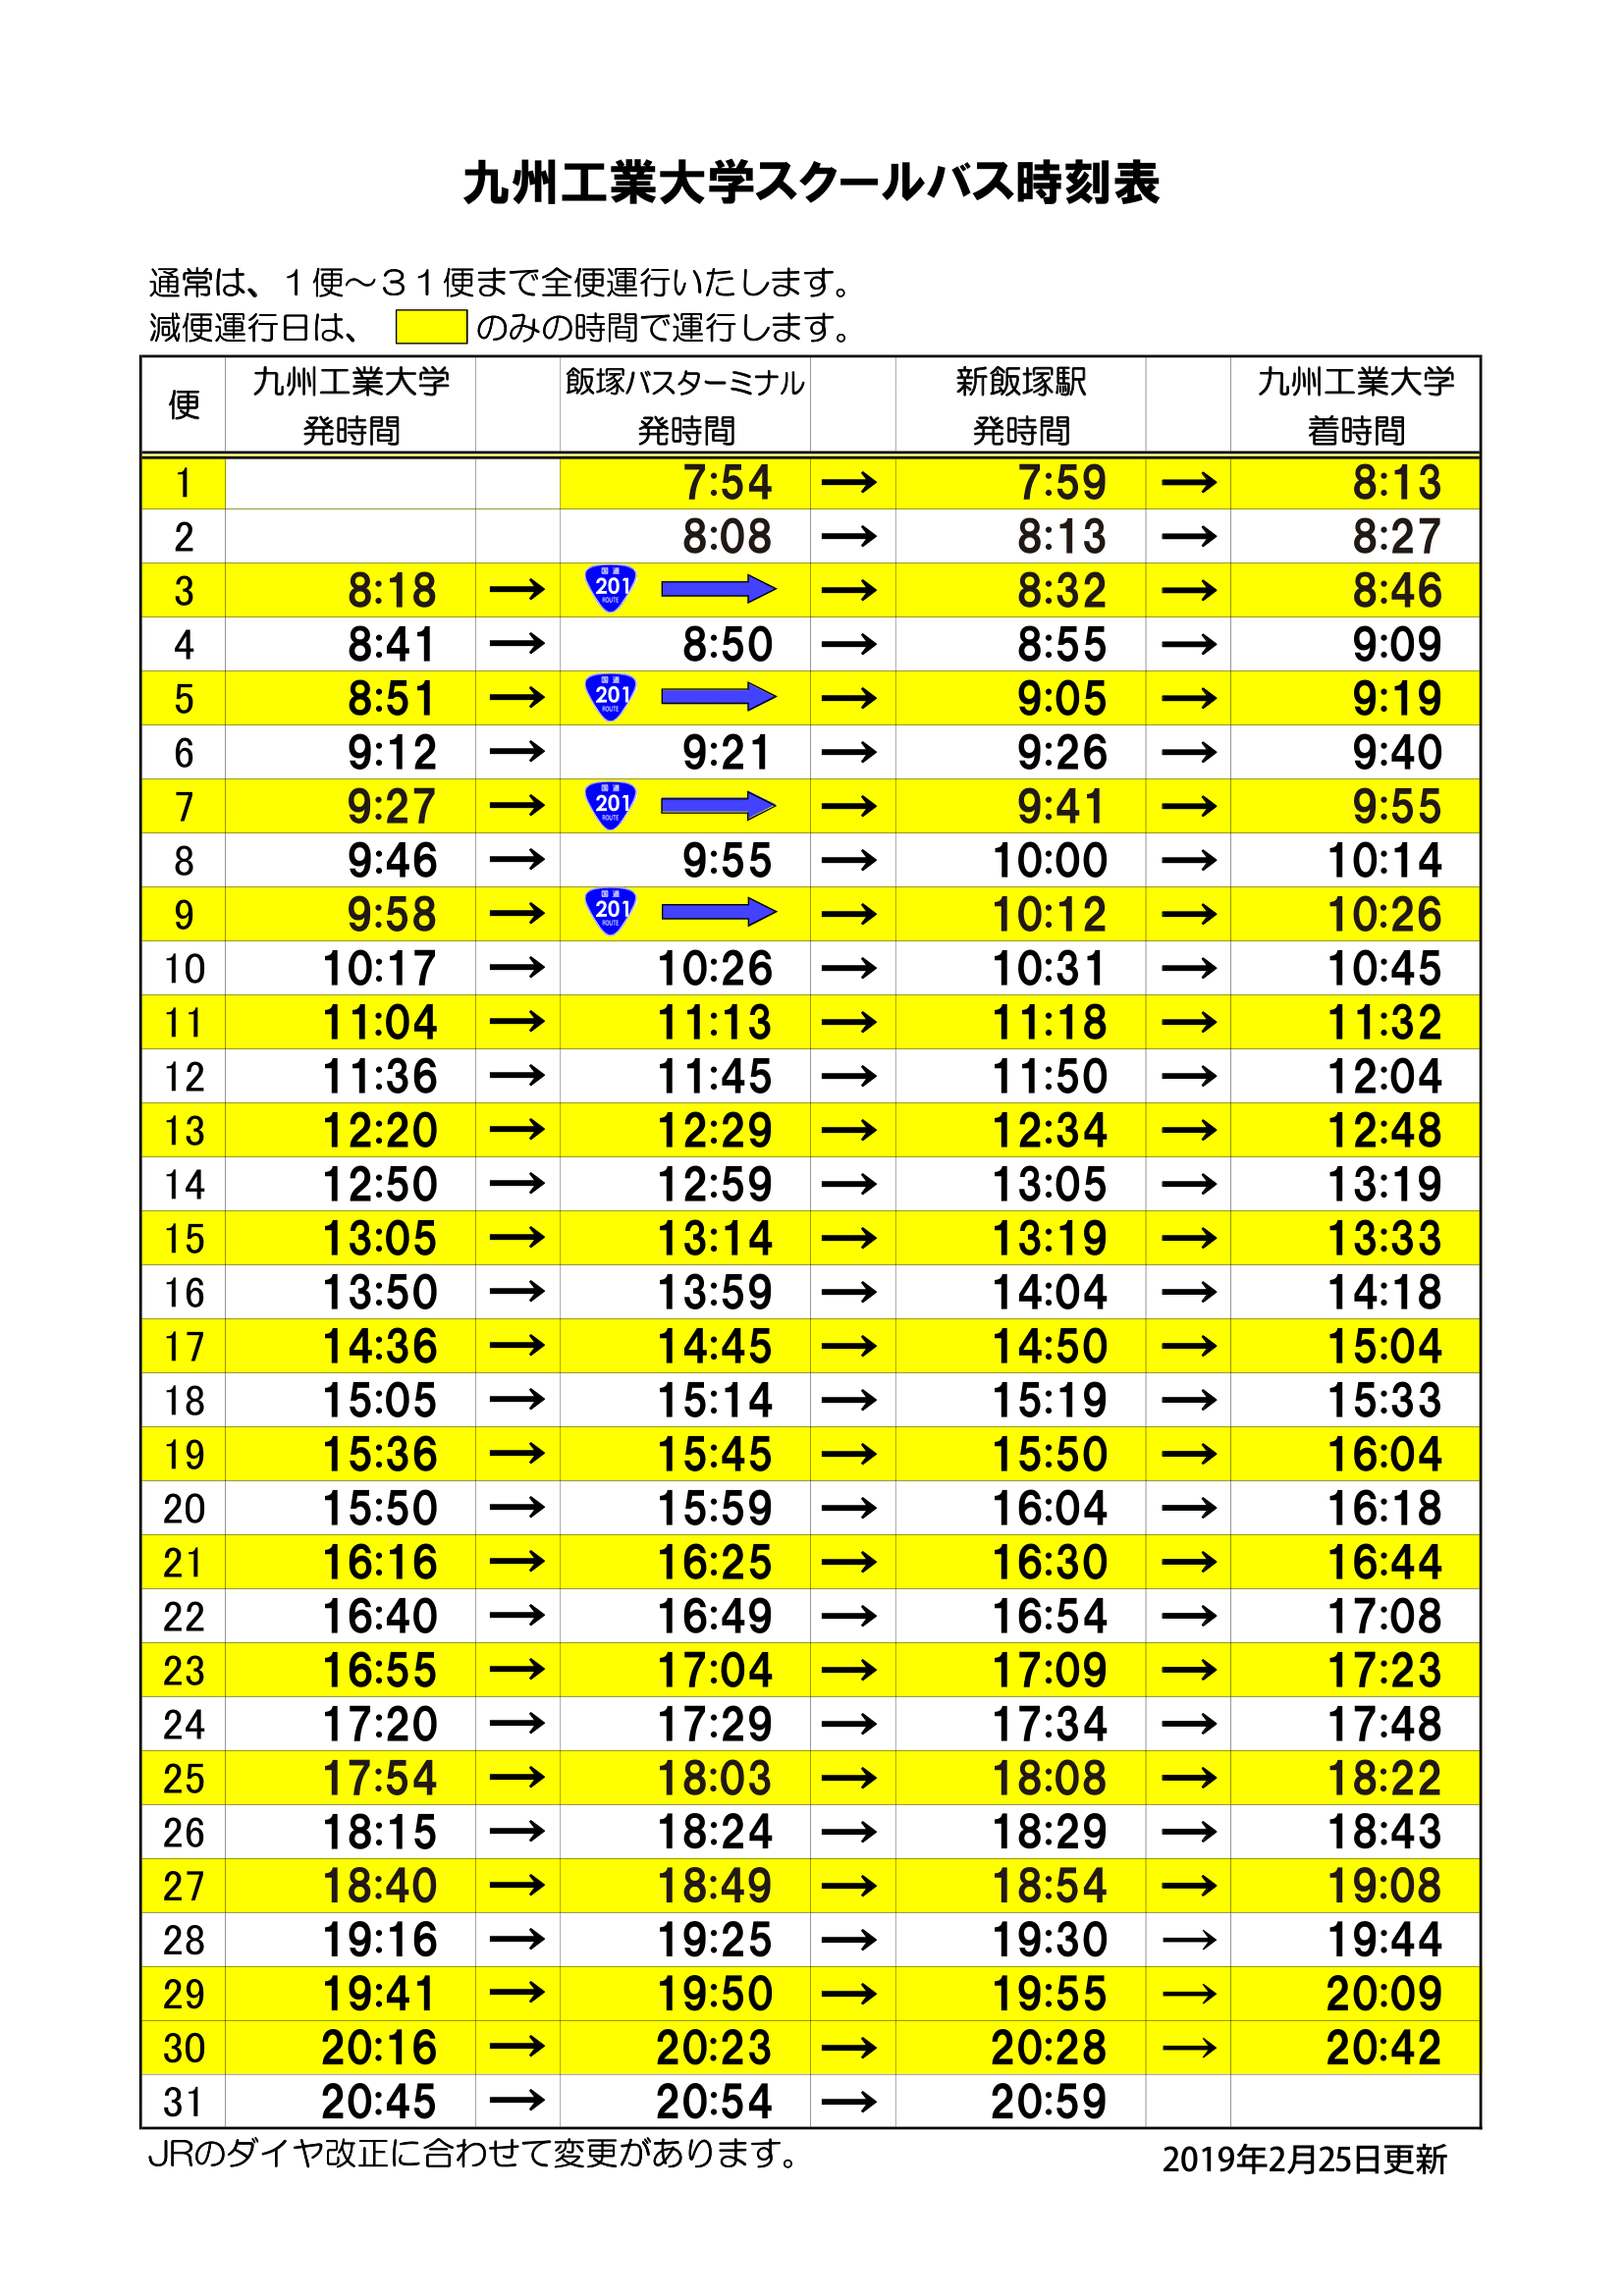 九州工業大学スクールバス時刻表
通常は、１便～３１便まで全便運行いたします。
減便運行日は、 のみの時間で運行します。
便 九州工業大学 発時間 飯塚バスターミナル 発時間 新飯塚駅 発時間 九州工業大学 着時間
1 7:54 → 7:59 → 8:13
2 8:08 → 8:13 → 8:27
3 8:18 → 国道 201 ROUTE → 8:32 → 8:46
4 8:41 → 8:50 → 8:55 → 9:09
5 8:51 → 国道 201 ROUTE → 9:05 → 9:19
6 9:12 → 9:21 → 9:26 → 9:40
7 9:27 → 国道 201 ROUTE → 9:41 → 9:55
8 9:46 → 9:55 → 10:00 → 10:14
9 9:58 → 国道 201 ROUTE → 10:12 → 10:26
10 10:17 → 10:26 → 10:31 → 10:45
11 11:04 → 11:13 → 11:18 → 11:32
12 11:36 → 11:45 → 11:50 → 12:04
13 12:20 → 12:29 → 12:34 → 12:48
14 12:50 → 12:59 → 13:05 → 13:19
15 13:05 → 13:14 → 13:19 → 13:33
16 13:50 → 13:59 → 14:04 → 14:18
17 14:36 → 14:45 → 14:50 → 15:04
18 15:05 → 15:14 → 15:19 → 15:33
19 15:36 → 15:45 → 15:50 → 16:04
20 15:50 → 15:59 → 16:04 → 16:18
21 16:16 → 16:25 → 16:30 → 16:44
22 16:40 → 16:49 → 16:54 → 17:08
23 16:55 → 17:04 → 17:09 → 17:23
24 17:20 → 17:29 → 17:34 → 17:48
25 17:54 → 18:03 → 18:08 → 18:22
26 18:15 → 18:24 → 18:29 → 18:43
27 18:40 → 18:49 → 18:54 → 19:08
28 19:16 → 19:25 → 19:30 → 19:44
29 19:41 → 19:50 → 19:55 → 20:09
30 20:16 → 20:23 → 20:28 → 20:42
31 20:45 → 20:54 → 20:59
JRのダイヤ改正に合わせて変更があります。 2019年2月25日更新